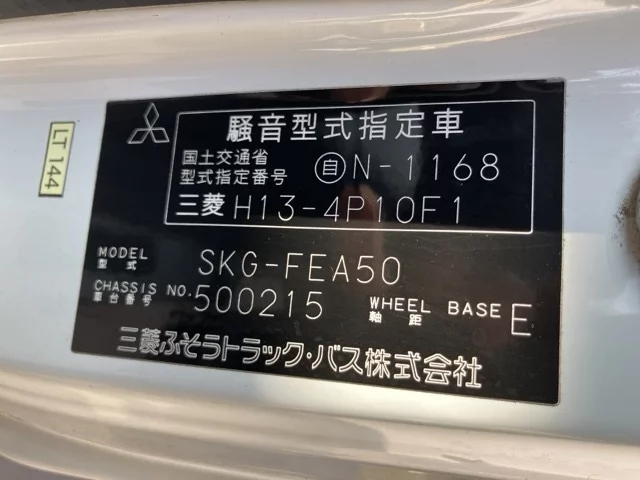 LT 144
騒音型式指定車
国土交通省
型式指定番号 自 N-1168
三菱 H13-4P10F1
MODEL
型式 SKG-FEA50
CHASSIS NO.
車台番号 500215
WHEEL BASE
軸距 E
三菱ふそうトラック・バス株式会社